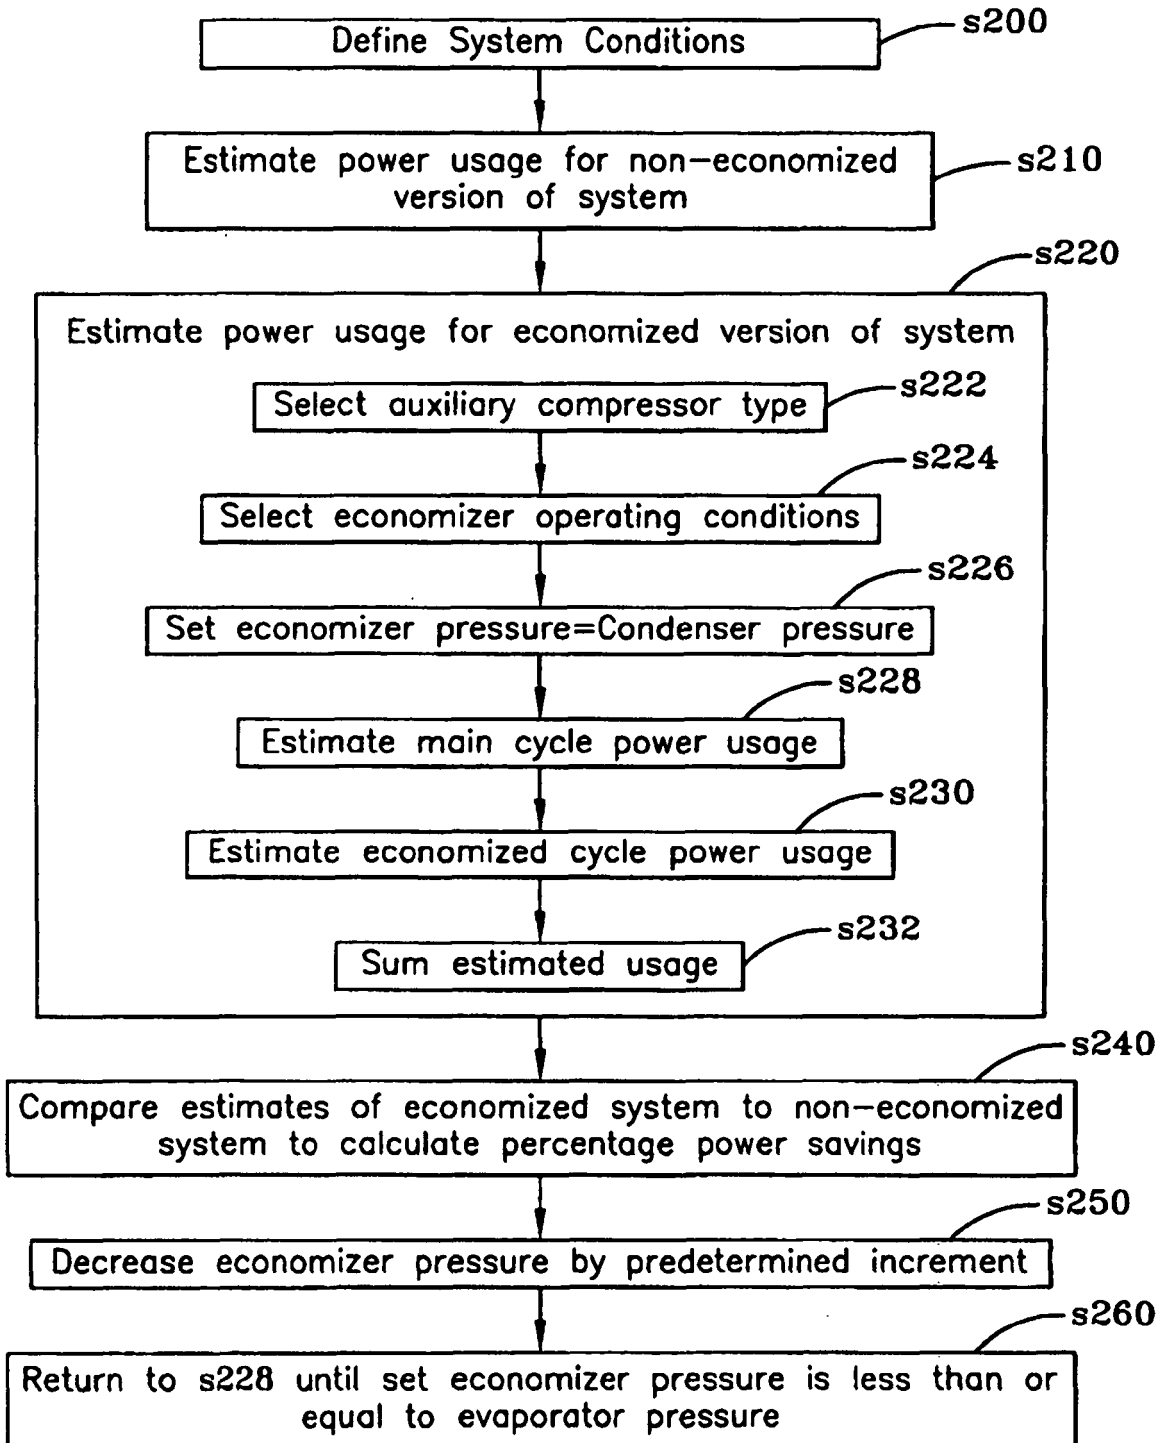 Define System Conditions
s200
Estimate power usage for non-economized
version of system
s210
s220
Estimate power usage for economized version of system
s222
Select auxiliary compressor type
s224
Select economizer operating conditions
s226
Set economizer pressure=Condenser pressure
s228
Estimate main cycle power usage
s230
Estimate economized cycle power usage
s232
Sum estimated usage
s240
Compare estimates of economized system to non-economized
system to calculate percentage power savings
s250
Decrease economizer pressure by predetermined increment
s260
Return to s228 until set economizer pressure is less than or
equal to evaporator pressure